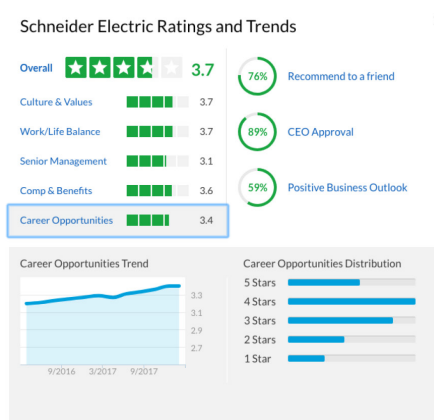 Schneider Electric Ratings and Trends
Overall 3.7
Culture & Values 3.7
Work/Life Balance 3.7
Senior Management 3.1
Comp & Benefits 3.6
Career Opportunities 3.4
76% Recommend to a friend
89% CEO Approval
59% Positive Business Outlook
Career Opportunities Trend
3.3
3.1
2.9
2.7
9/2016 3/2017 9/2017
Career Opportunities Distribution
5 Stars
4 Stars
3 Stars
2 Stars
1 Star